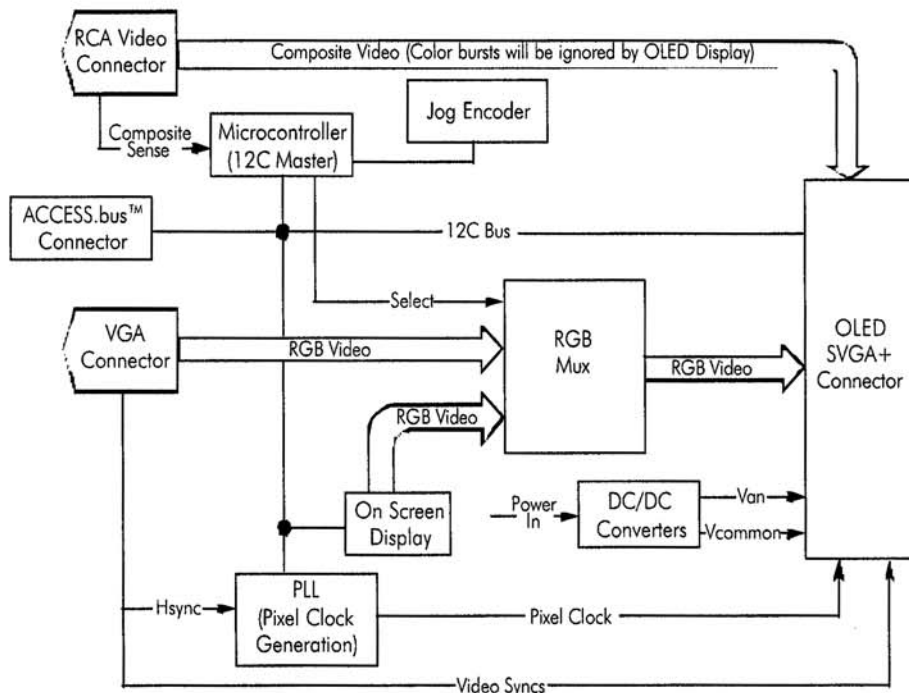 RCA Video
Connector
Composite Video (Color bursts will be ignored by OLED Display)
Jog Encoder
Composite
Sense
Microcontroller
(12C Master)
ACCESS.bus™
Connector
12C Bus
Select
VGA
Connector
RGB Video
RGB
Mux
RGB Video
OLED
SVGA+
Connector
RGB Video
On Screen
Display
Power
In
DC/DC
Converters
Van
Vcommon
Hsync
PLL
(Pixel Clock
Generation)
Pixel Clock
Video Syncs